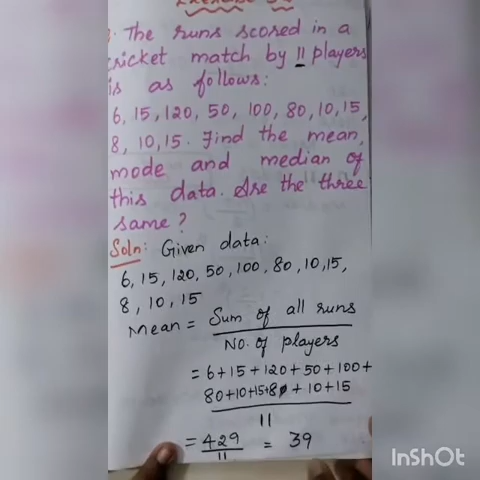 The runs scored in a
cricket match by 11 players
is as follows:
6, 15, 120, 50, 100, 80, 10, 15,
8, 10, 15. Find the mean,
mode and median of
this data. Are the three
same?
Soln: Given data:
6, 15, 120, 50, 100, 80, 10, 15,
8, 10, 15
Mean = Sum of all runs
No. of players
= 6+15+120+50+100+
80+10+15+8+10+15
11
= 429 = 39
11
InShOt